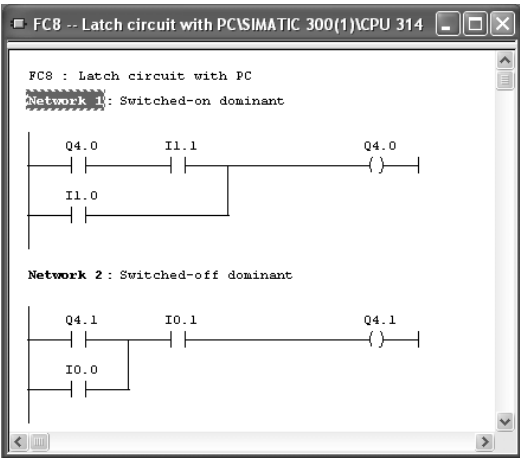 FC8 -- Latch circuit with PC\SIMATIC 300(1)\CPU 314
FC8 : Latch circuit with PC
Network 1: Switched-on dominant
Q4.0 I1.1 Q4.0
I1.0
Network 2 : Switched-off dominant
Q4.1 I0.1 Q4.1
I0.0